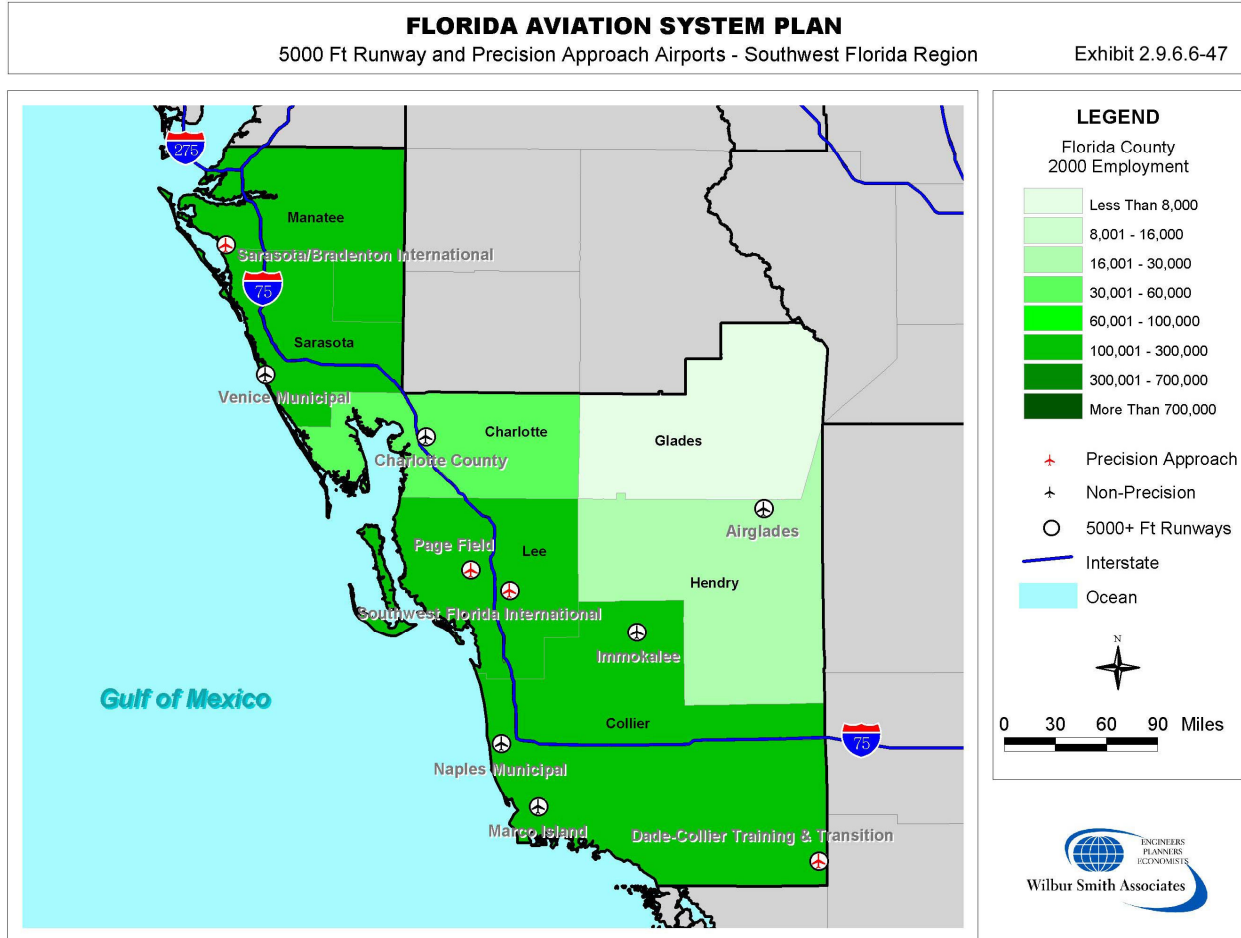 FLORIDA AVIATION SYSTEM PLAN
5000 Ft Runway and Precision Approach Airports - Southwest Florida Region
Exhibit 2.9.6.6-47
275
Manatee
Sarasota/Bradenton International
75
Sarasota
Venice Municipal
Charlotte
Charlotte County
Glades
Airglades
Page Field
Lee
Hendry
Southwest Florida International
Immokalee
Gulf of Mexico
Collier
75
Naples Municipal
Marco Island
Dade-Collier Training & Transition
LEGEND
Florida County
2000 Employment
Less Than 8,000
8,001 - 16,000
16,001 - 30,000
30,001 - 60,000
60,001 - 100,000
100,001 - 300,000
300,001 - 700,000
More Than 700,000
Precision Approach
Non-Precision
5000+ Ft Runways
Interstate
Ocean
N
0 30 60 90 Miles
ENGINEERS
PLANNERS
ECONOMISTS
Wilbur Smith Associates